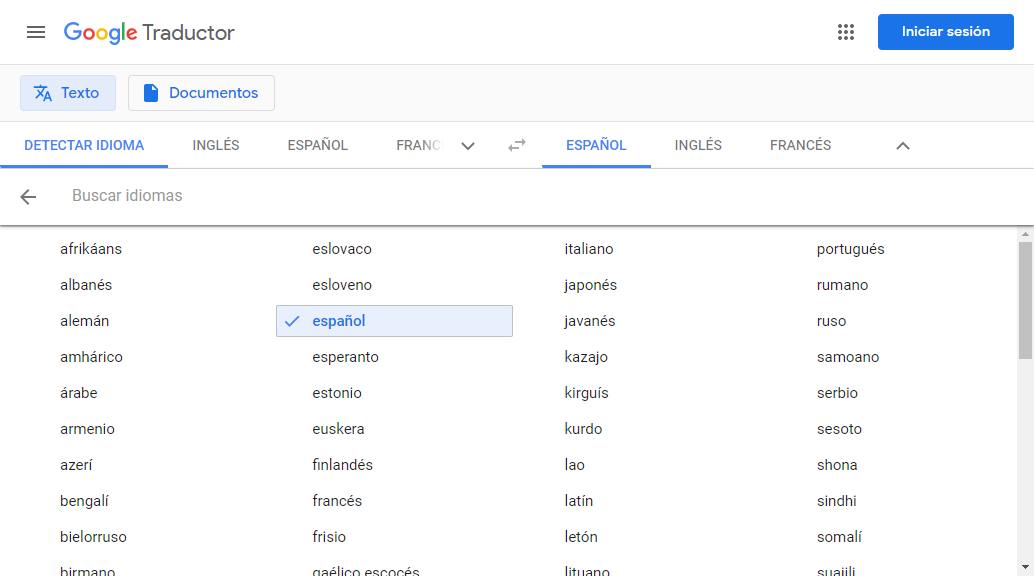 Google Traductor
Iniciar sesión
Texto
Documentos
DETECTAR IDIOMA
INGLÉS
ESPAÑOL
FRANC
ESPAÑOL
INGLÉS
FRANCÉS
Buscar idiomas
afrikáans
albanés
alemán
amhárico
árabe
armenio
azerí
bengalí
bielorruso
birmano
eslovaco
esloveno
español
esperanto
estonio
euskera
finlandés
francés
frisio
gaélico escocés
italiano
japonés
javanés
kazajo
kirguís
kurdo
lao
latín
letón
lituano
portugués
rumano
ruso
samoano
serbio
sesoto
shona
sindhi
somalí
suajili